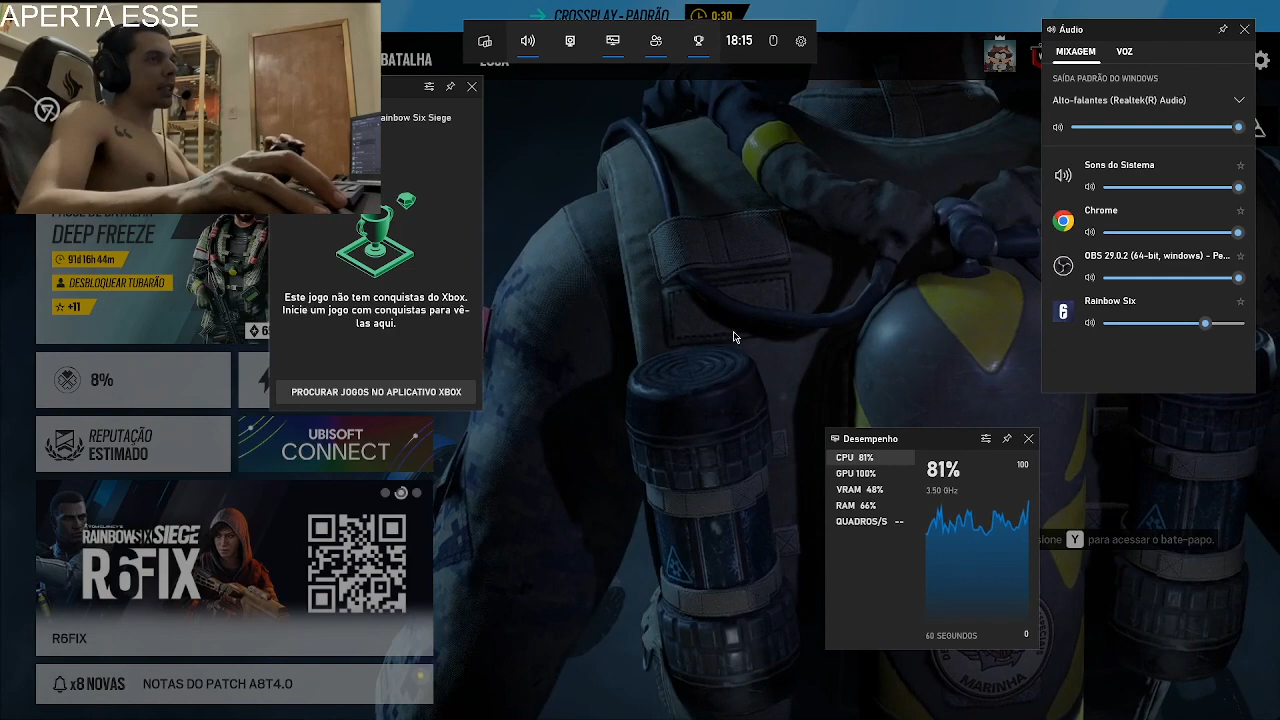 APERTA ESSE
CROSSPLAY - PADRÃO
0:30
BATALHA
18:15
ainbow Six Siege
DEEP FREEZE
91d 16h 44m
DESBLOQUEAR TUBARÃO
+11
Este jogo não tem conquistas do Xbox.
Inicie um jogo com conquistas para vê-
las aqui.
PROCURAR JOGOS NO APLICATIVO XBOX
8%
REPUTAÇÃO
ESTIMADO
UBISOFT
CONNECT
TOM CLANCY'S
RAINBOW SIX SIEGE
R6FIX
R6FIX
x8 NOVAS
NOTAS DO PATCH A8T4.0
Áudio
MIXAGEM VOZ
SAÍDA PADRÃO DO WINDOWS
Alto-falantes (Realtek(R) Audio)
Sons do Sistema
Chrome
OBS 29.0.2 (64-bit, windows) - Pe...
Rainbow Six
Desempenho
CPU 81%
GPU 100%
VRAM 48%
RAM 66%
QUADROS/S --
81%
100
3.50 GHz
60 SEGUNDOS
0
sione Y para acessar o bate-papo.
MARINHA